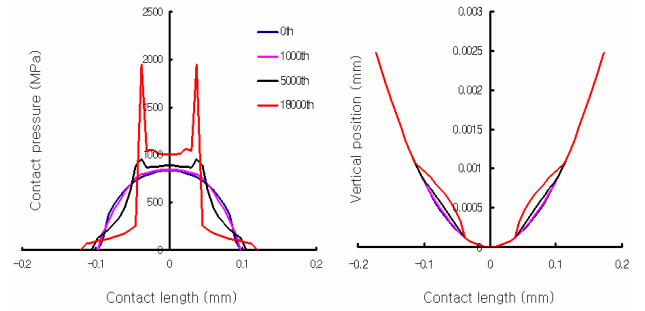 2500
2000
1500
1000
500
0
-0.2
-0.1
0
0.1
0.2
Contact pressure (MPa)
Contact length (mm)
0th
1000th
5000th
18000th
0.003
0.0025
0.002
0.0015
0.001
0.0005
0
-0.2
-0.1
0
0.1
0.2
Vertical position (mm)
Contact length (mm)